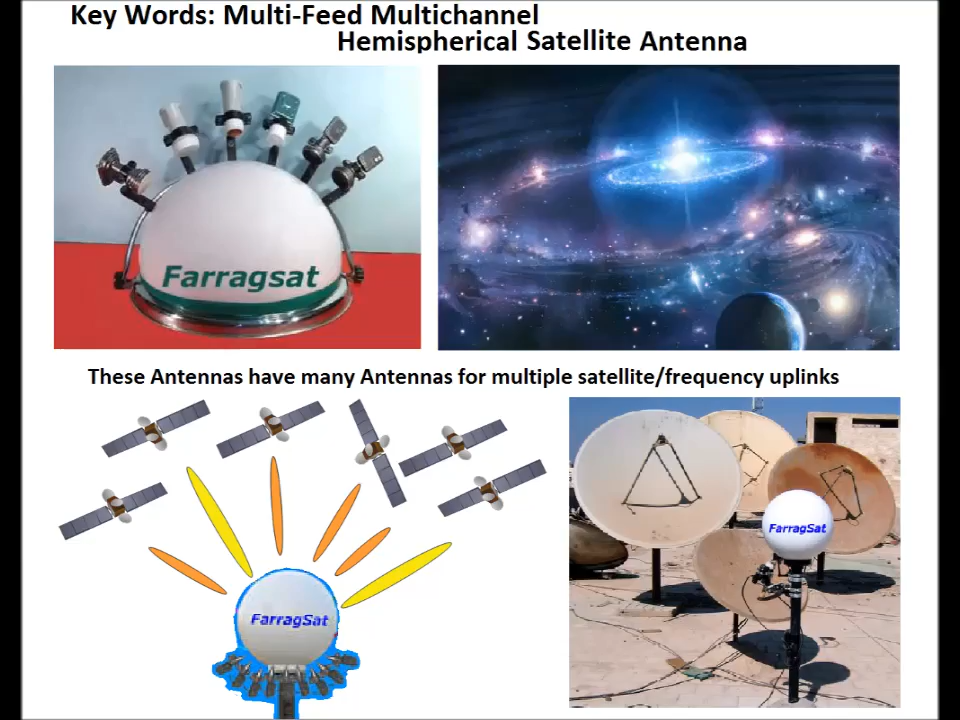 Key Words: Multi-Feed Multichannel
Hemispherical Satellite Antenna
Farragsat
These Antennas have many Antennas for multiple satellite/frequency uplinks
FarragSat
FarragSat